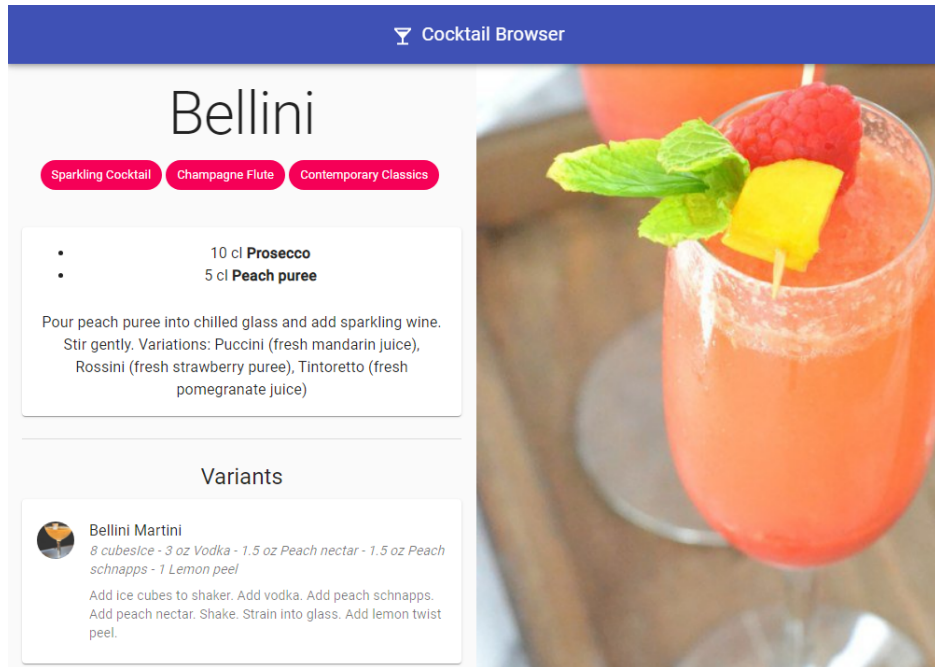 Cocktail Browser
Bellini
Sparkling Cocktail
Champagne Flute
Contemporary Classics
10 cl Prosecco
5 cl Peach puree
Pour peach puree into chilled glass and add sparkling wine.
Stir gently. Variations: Puccini (fresh mandarin juice),
Rossini (fresh strawberry puree), Tintoretto (fresh
pomegranate juice)
Variants
Bellini Martini
8 cubesIce - 3 oz Vodka - 1.5 oz Peach nectar - 1.5 oz Peach
schnapps - 1 Lemon peel
Add ice cubes to shaker. Add vodka. Add peach schnapps.
Add peach nectar. Shake. Strain into glass. Add lemon twist
peel.